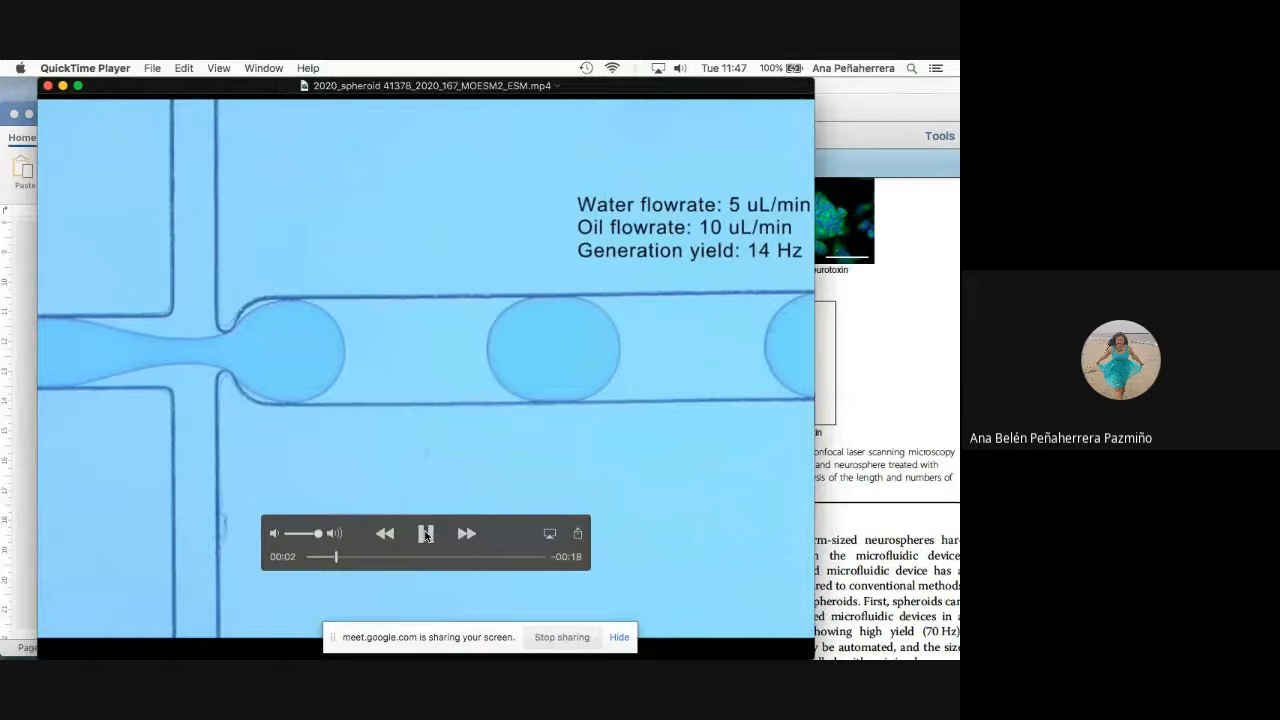 QuickTime Player File Edit View Window Help Tue 11:47 100% Ana Peñaherrera
2020_spheroid 41378_2020_167_MOESM2_ESM.mp4
Home
Tools
Paste
Water flowrate: 5 uL/min
Oil flowrate: 10 uL/min
Generation yield: 14 Hz
urotoxin
in
onfocal laser scanning microscopy
and neurosphere treated with
sis of the length and numbers of
Ana Belén Peñaherrera Pazmiño
00:02 -00:18
rm-sized neurospheres har-
n the microfluidic device
d microfluidic device has a
red to conventional methods
pheroids. First, spheroids can
ed microfluidic devices in a
howing high yield (70 Hz)
y be automated, and the size
meet.google.com is sharing your screen. Stop sharing Hide
Page